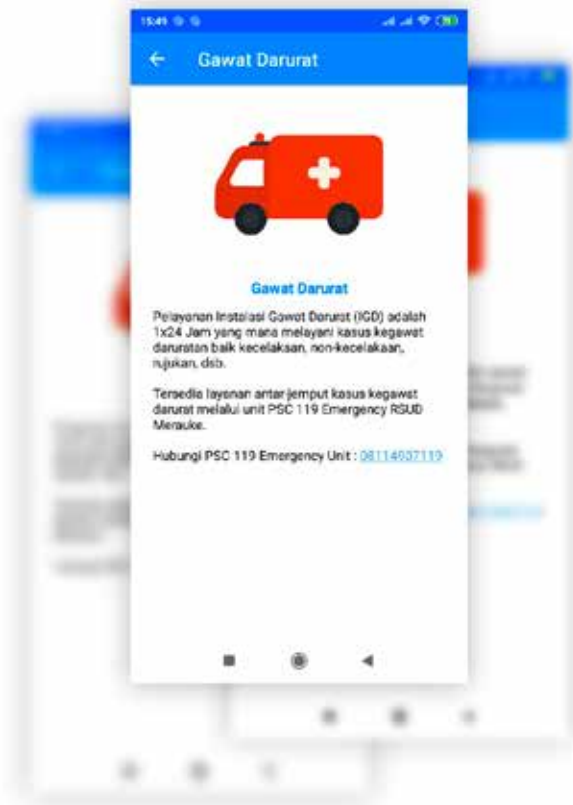 15:49
Gawat Darurat
Gawat Darurat
Pelayanan Instalasi Gawat Darurat (IGD) adalah
1x24 Jam yang mana melayani kasus kegawat
daruratan baik kecelakaan, non-kecelakaan,
rujukan, dsb.
Tersedia layanan antar-jemput kasus kegawat
darurat melalui unit PSC 119 Emergency RSUD
Merauke.
Hubungi PSC 119 Emergency Unit :